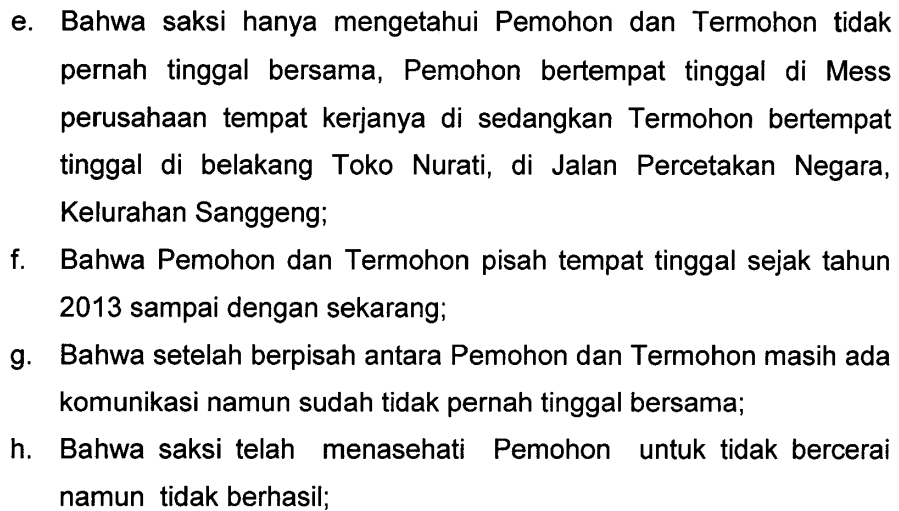 e. Bahwa saksi hanya mengetahui Pemohon dan Termohon tidak
pernah tinggal bersama, Pemohon bertempat tinggal di Mess
perusahaan tempat kerjanya di sedangkan Termohon bertempat
tinggal di belakang Toko Nurati, di Jalan Percetakan Negara,
Kelurahan Sanggeng;
f. Bahwa Pemohon dan Termohon pisah tempat tinggal sejak tahun
2013 sampai dengan sekarang;
g. Bahwa setelah berpisah antara Pemohon dan Termohon masih ada
komunikasi namun sudah tidak pernah tinggal bersama;
h. Bahwa saksi telah menasehati Pemohon untuk tidak bercerai
namun tidak berhasil;